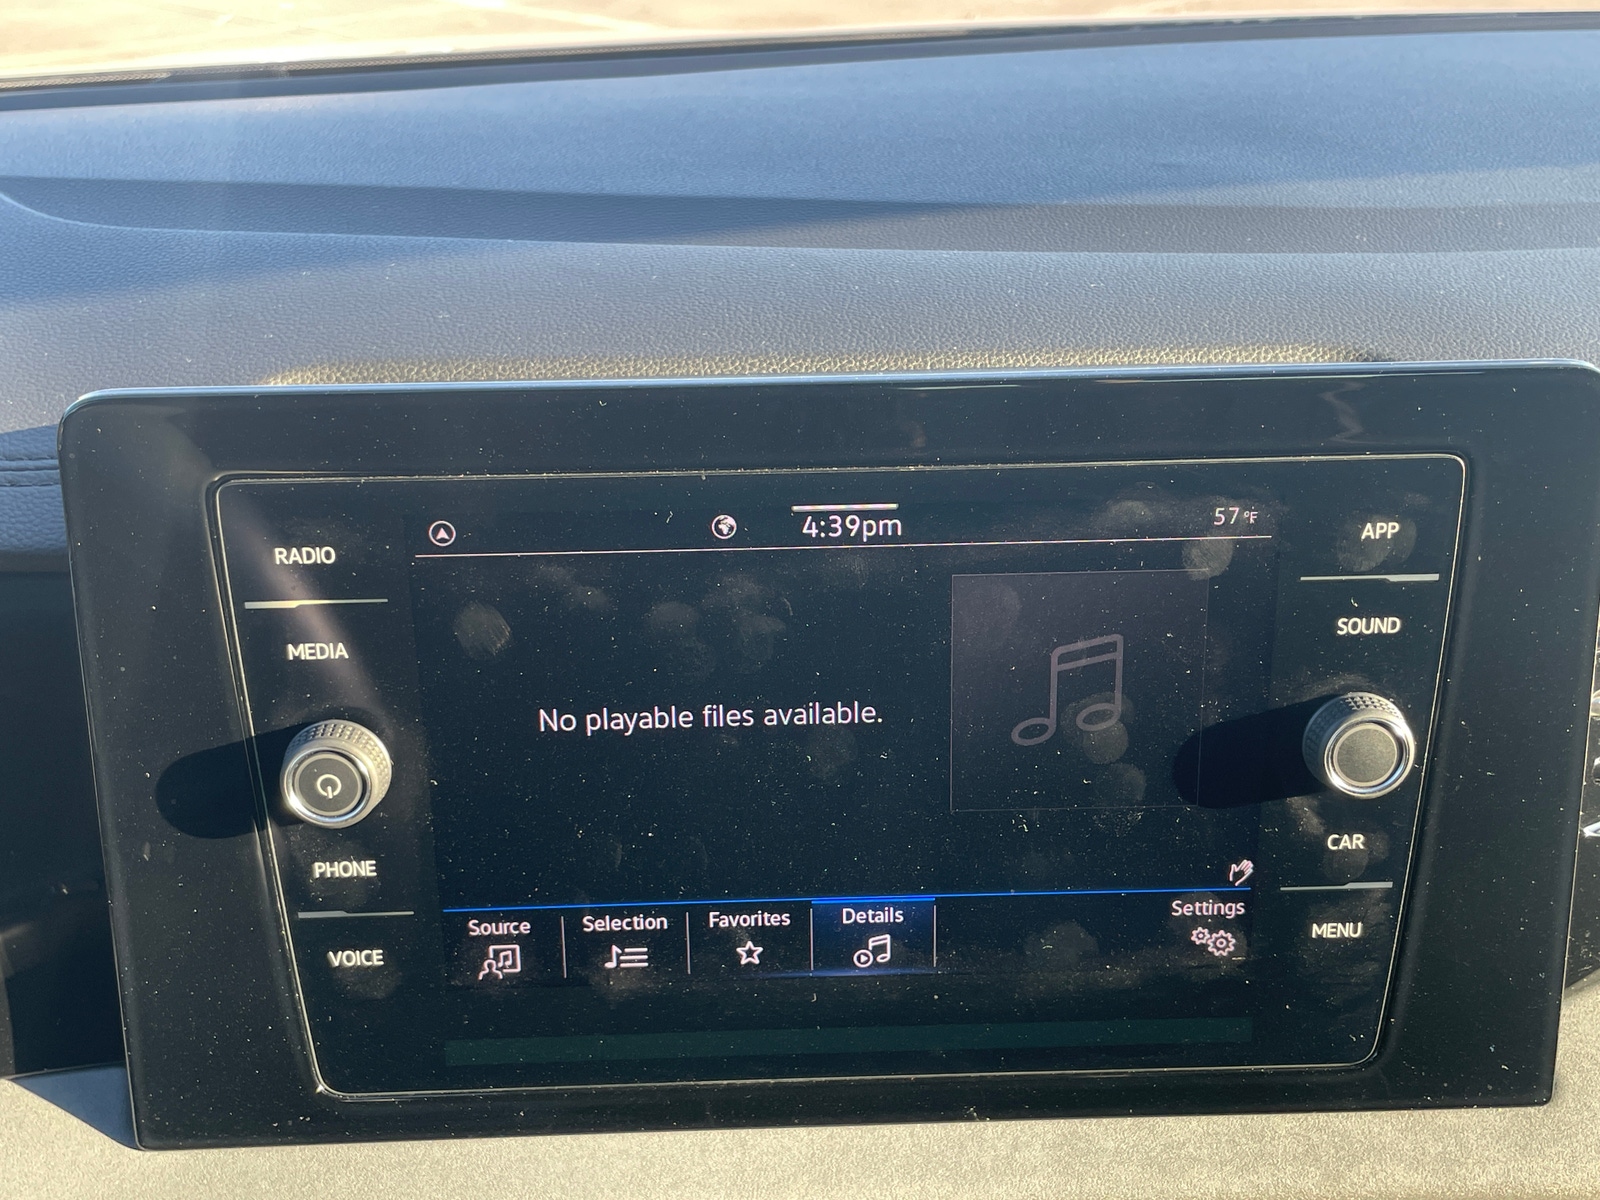 4:39pm
57°F
RADIO
MEDIA
PHONE
VOICE
No playable files available.
Source
Selection
Favorites
Details
Settings
APP
SOUND
CAR
MENU